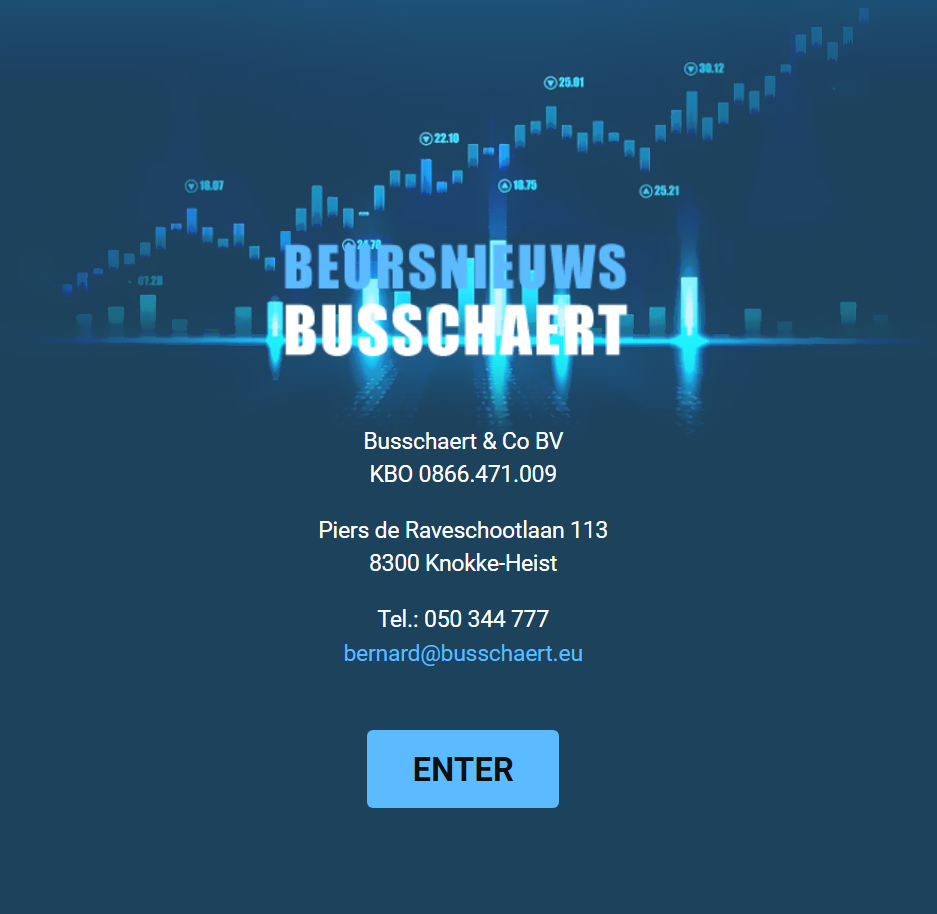 30.12
25.01
22.10
18.07
18.75
25.21
24.78
BEURSNIEUWS
07.28
BUSSCHAERT
Busschaert & Co BV
KBO 0866.471.009
Piers de Raveschootlaan 113
8300 Knokke-Heist
Tel.: 050 344 777
bernard@busschaert.eu
ENTER